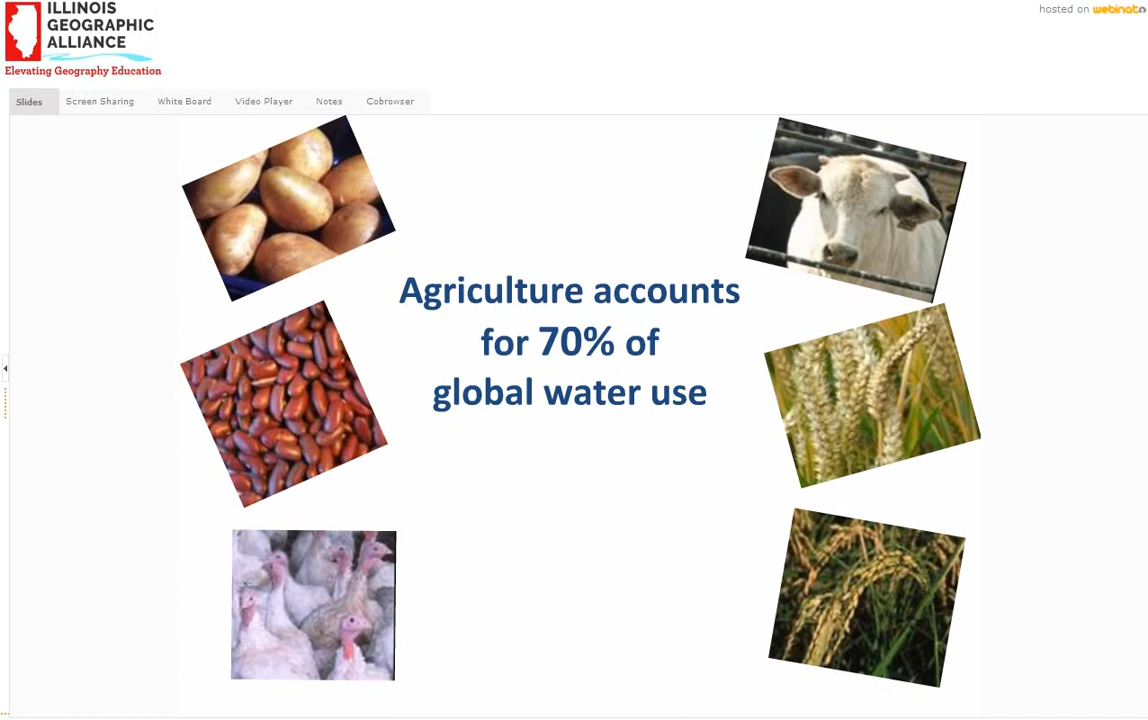 ILLINOIS
GEOGRAPHIC
ALLIANCE
Elevating Geography Education
hosted on webinato
Slides
Screen Sharing
White Board
Video Player
Notes
Cobrowser
Agriculture accounts
for 70% of
global water use